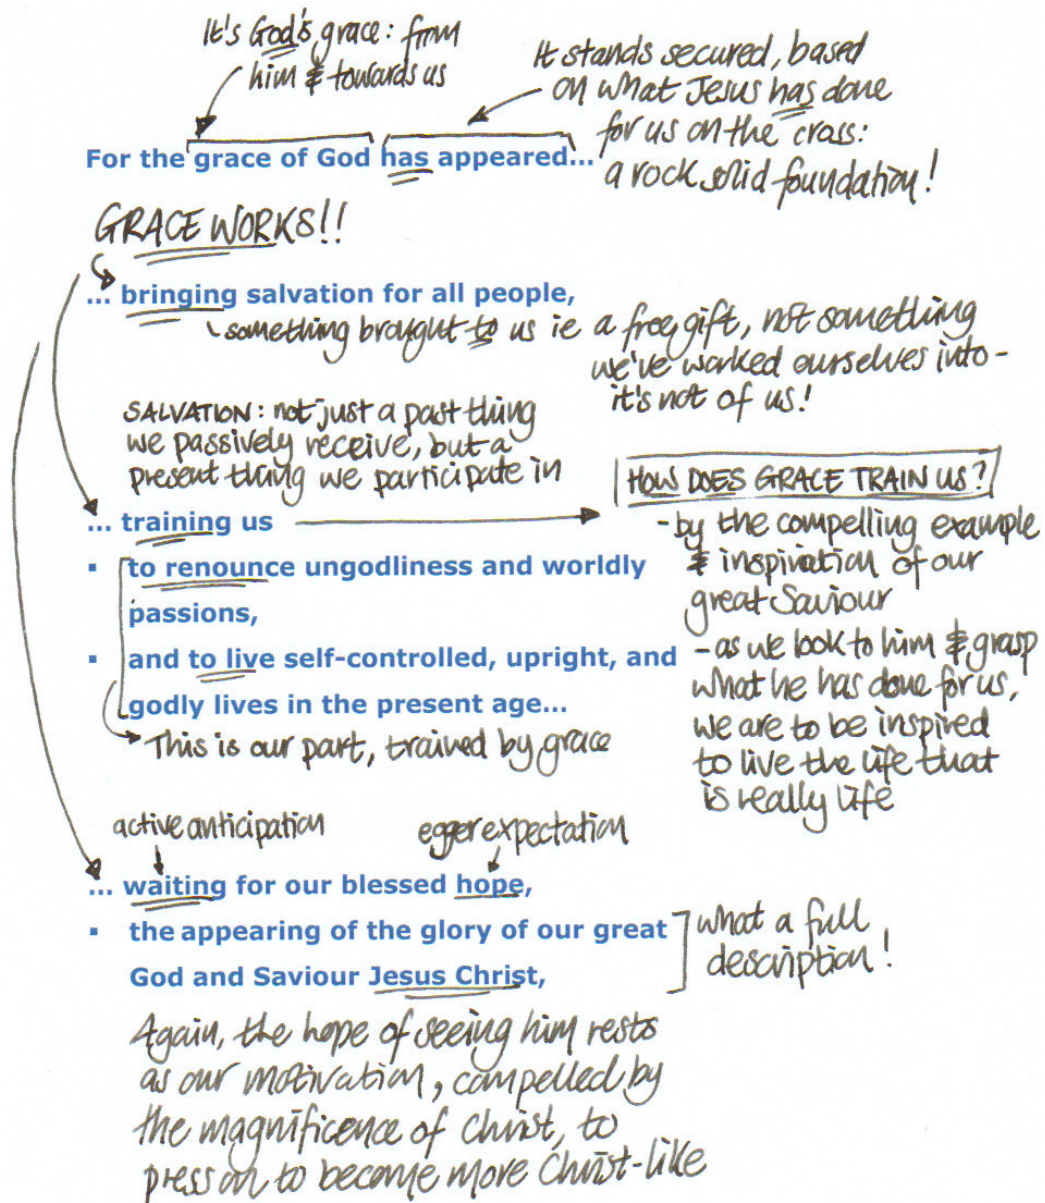 It's God's grace: from
him & towards us
It stands secured, based
on what Jesus has done
for us on the cross:
a rock solid foundation!
For the grace of God has appeared...
GRACE WORKS!!
... bringing salvation for all people,
something brought to us ie a free gift, not something
we've worked ourselves into -
it's not of us!
SALVATION: not just a past thing
we passively receive, but a
present thing we participate in
... training us
HOW DOES GRACE TRAIN US?
- by the compelling example
& inspiration of our
great Saviour
- as we look to him & grasp
what he has done for us,
we are to be inspired
to live the life that
is really life
▪ to renounce ungodliness and worldly
passions,
▪ and to live self-controlled, upright, and
godly lives in the present age...
This is our part, trained by grace
active anticipation
egger expectation
... waiting for our blessed hope,
▪ the appearing of the glory of our great
God and Saviour Jesus Christ,
what a full
description!
Again, the hope of seeing him rests
as our motivation, compelled by
the magnificence of Christ, to
press on to become more Christ-like